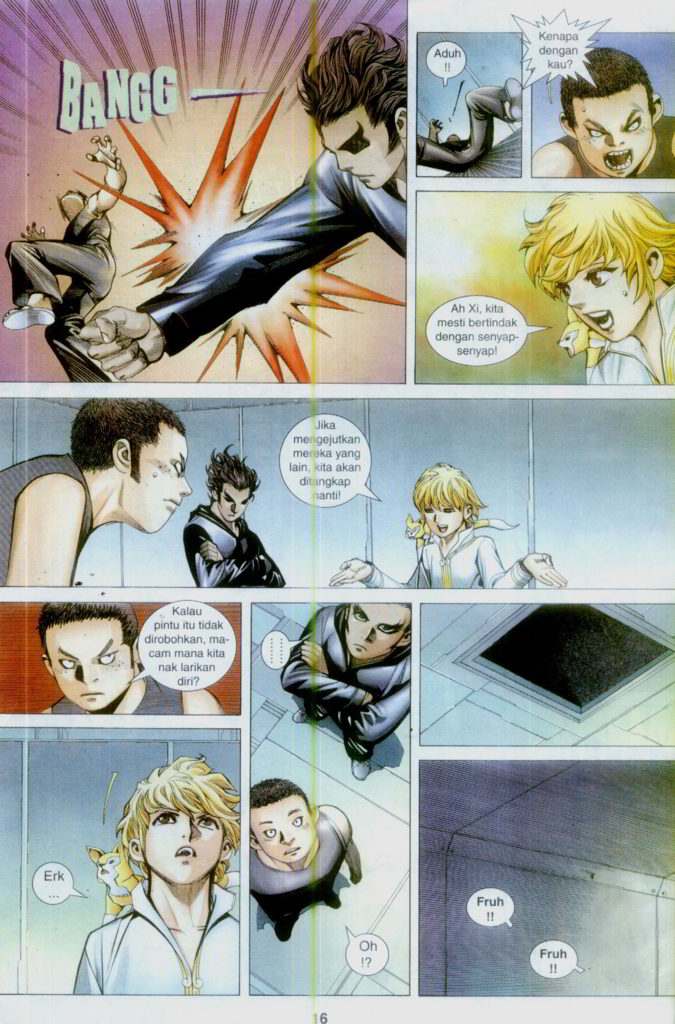 BANGG
Aduh
!!
Kenapa
dengan
kau?
Ah Xi, kita
mesti bertindak
dengan senyap-
senyap!
Jika
mengejutkan
mereka yang
lain, kita akan
ditangkap
nanti!
Kalau
pintu itu tidak
dirobohkan, ma-
cam mana kita
nak larikan
diri?
......
Erk
...
Oh
!?
Fruh
!!
Fruh
!!
16